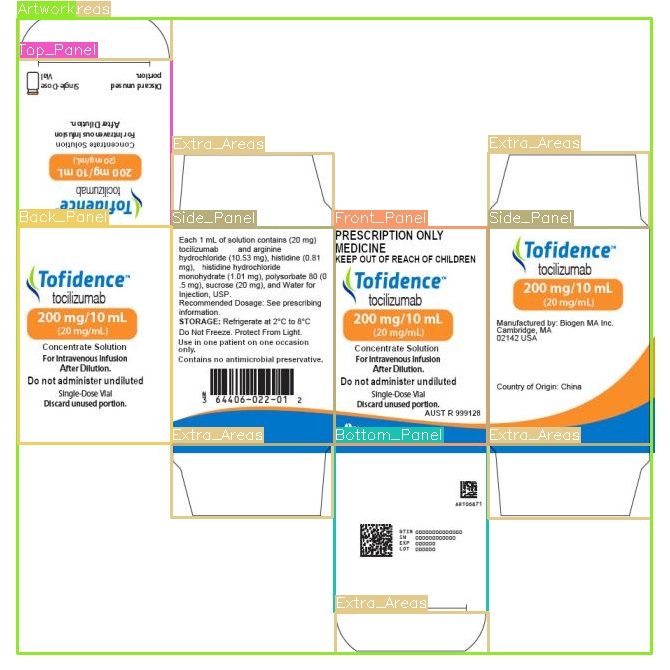 Artwork
Areas
Top_Panel
Discard unused
portion.
Single-Dose
Vial
After Dilution.
For Intravenous Infusion
Concentrate Solution
(20 mg/mL)
200 mg/10 mL
tocilizumab
Tofidence™
Extra_Areas
Extra_Areas
Back_Panel
Tofidence™
tocilizumab
200 mg/10 mL
(20 mg/mL)
Concentrate Solution
For Intravenous Infusion
After Dilution.
Do not administer undiluted
Single-Dose Vial
Discard unused portion.
Side_Panel
Each 1 mL of solution contains (20 mg)
tocilizumab and arginine
hydrochloride (10.53 mg), histidine (0.81
mg), histidine hydrochloride
monohydrate (1.01 mg), polysorbate 80 (0
.5 mg), sucrose (20 mg), and Water for
Injection, USP.
Recommended Dosage: See prescribing
information.
STORAGE: Refrigerate at 2°C to 8°C
Do Not Freeze. Protect From Light.
Use in one patient on one occasion
only.
Contains no antimicrobial preservative.
N
3 64406-022-01 2
Front_Panel
PRESCRIPTION ONLY
MEDICINE
KEEP OUT OF REACH OF CHILDREN
Tofidence™
tocilizumab
200 mg/10 mL
(20 mg/mL)
Concentrate Solution
For Intravenous Infusion
After Dilution.
Do not administer undiluted
Single-Dose Vial
Discard unused portion.
AUST R 999128
Side_Panel
Tofidence™
tocilizumab
200 mg/10 mL
(20 mg/mL)
Manufactured by: Biogen MA Inc.
Cambridge, MA
02142 USA
Country of Origin: China
Extra_Areas
Bottom_Panel
Extra_Areas
GTIN 00000000000000
SN 000000000000
EXP 000000
LOT 000000
Extra_Areas